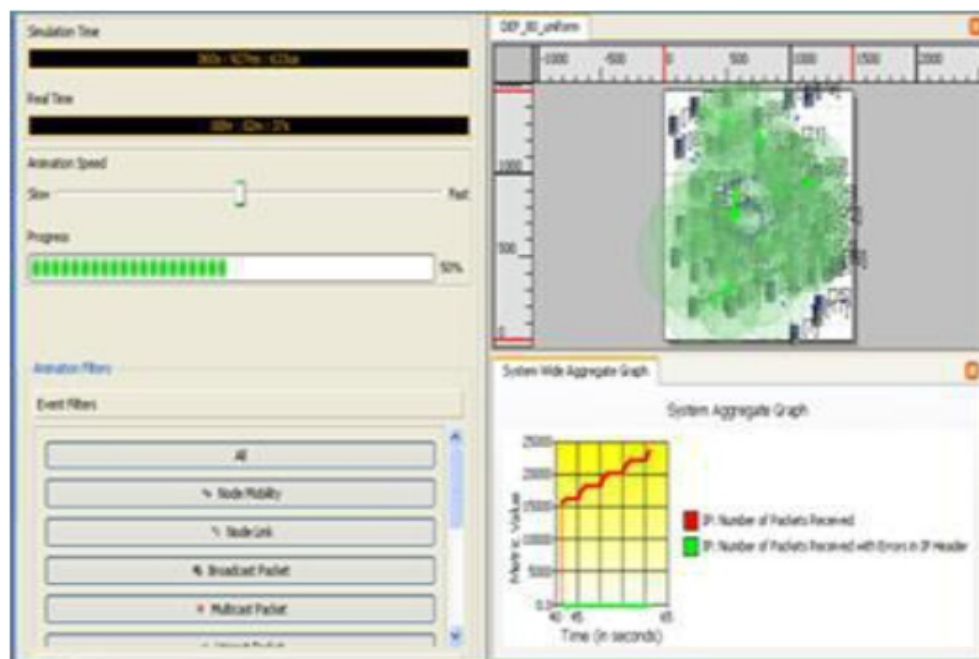 Simulation Time
Real Time
Animation Speed
Slow
Fast
Progress
50%
Animation Filters
Event Filters
All
Node Mobility
Node Link
Broadcast Packet
Multicast Packet
DEP_80_uniform
-1000 -500 0 500 1000 1500 2000
1000
500
0
System Wide Aggregate Graph
System Aggregate Graph
Metric Value
25000
20000
15000
10000
5000
0.0
40 45 65
Time (in seconds)
IP: Number of Packets Received
IP: Number of Packets Received with Errors in IP Header